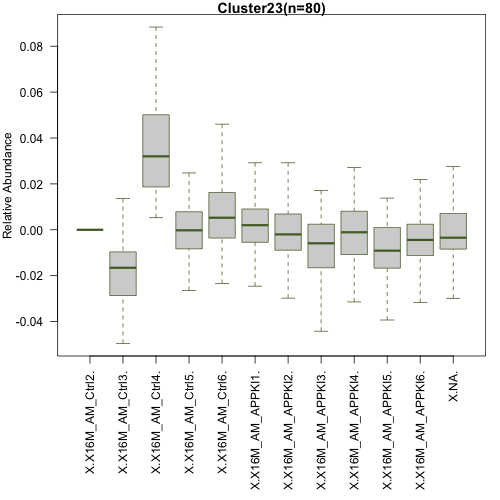 Cluster23(n=80)
Relative Abundance
0.08
0.06
0.04
0.02
0.00
-0.02
-0.04
X.X16M_AM_Ctrl2.
X.X16M_AM_Ctrl3.
X.X16M_AM_Ctrl4.
X.X16M_AM_Ctrl5.
X.X16M_AM_Ctrl6.
X.X16M_AM_APPKI1.
X.X16M_AM_APPKI2.
X.X16M_AM_APPKI3.
X.X16M_AM_APPKI4.
X.X16M_AM_APPKI5.
X.X16M_AM_APPKI6.
X.NA.